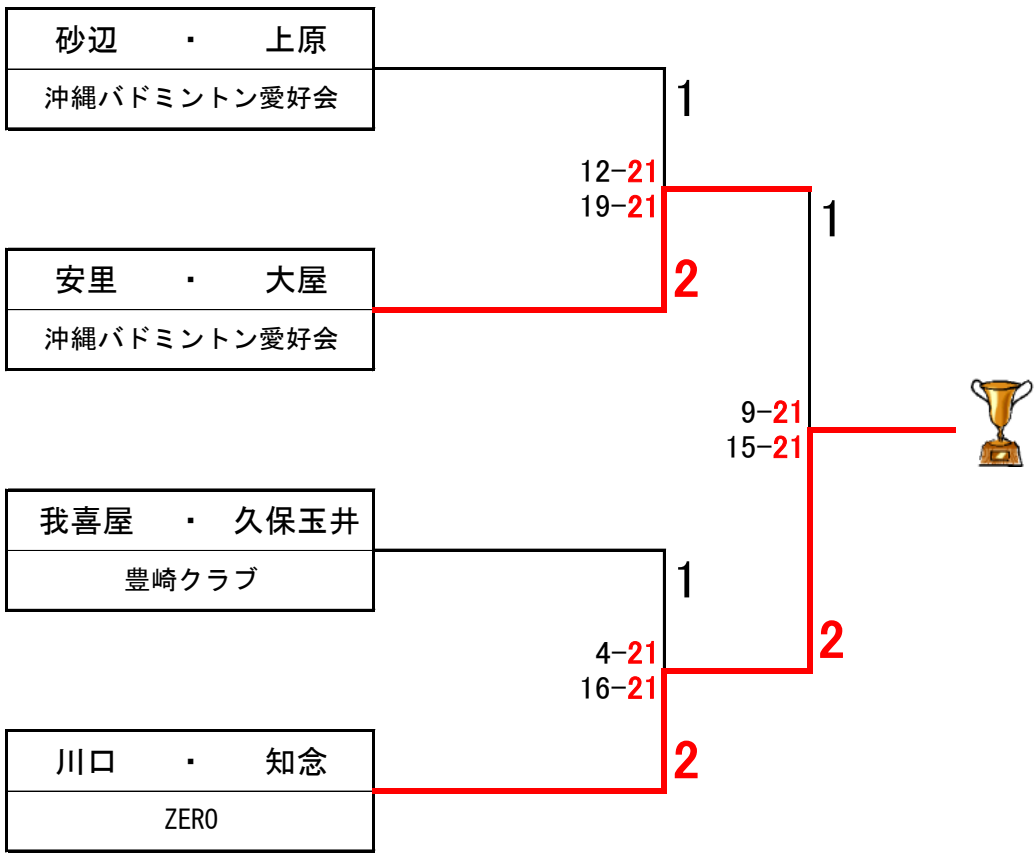 砂辺 ・ 上原
沖縄バドミントン愛好会
1
12-21
19-21
1
安里 ・ 大屋
2
沖縄バドミントン愛好会
9-21
15-21
我喜屋 ・ 久保玉井
豊崎クラブ
1
2
4-21
16-21
川口 ・ 知念
2
ZERO